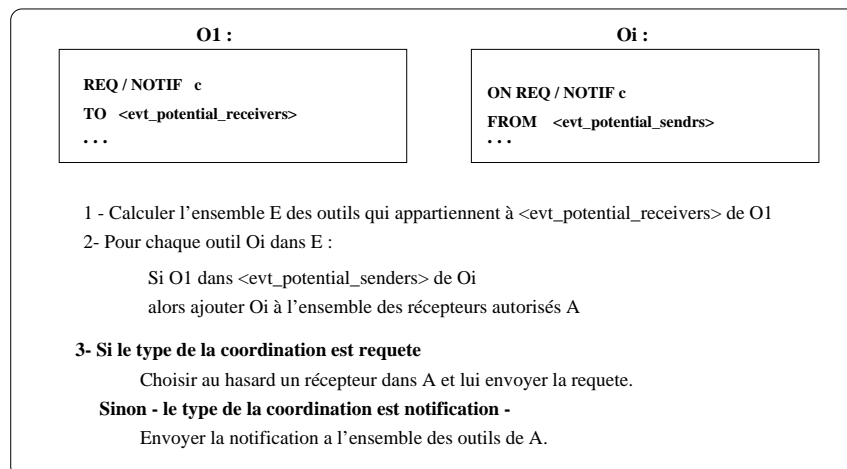 O1 :
Oi :
REQ / NOTIF c
TO <evt_potential_receivers>
. . .
ON REQ / NOTIF c
FROM <evt_potential_sendrs>
. . .
1 - Calculer l'ensemble E des outils qui appartiennent à <evt_potential_receivers> de O1
2- Pour chaque outil Oi dans E :
Si O1 dans <evt_potential_senders> de Oi
alors ajouter Oi à l'ensemble des récepteurs autorisés A
3- Si le type de la coordination est requete
Choisir au hasard un récepteur dans A et lui envoyer la requete.
Sinon - le type de la coordination est notification -
Envoyer la notification a l'ensemble des outils de A.